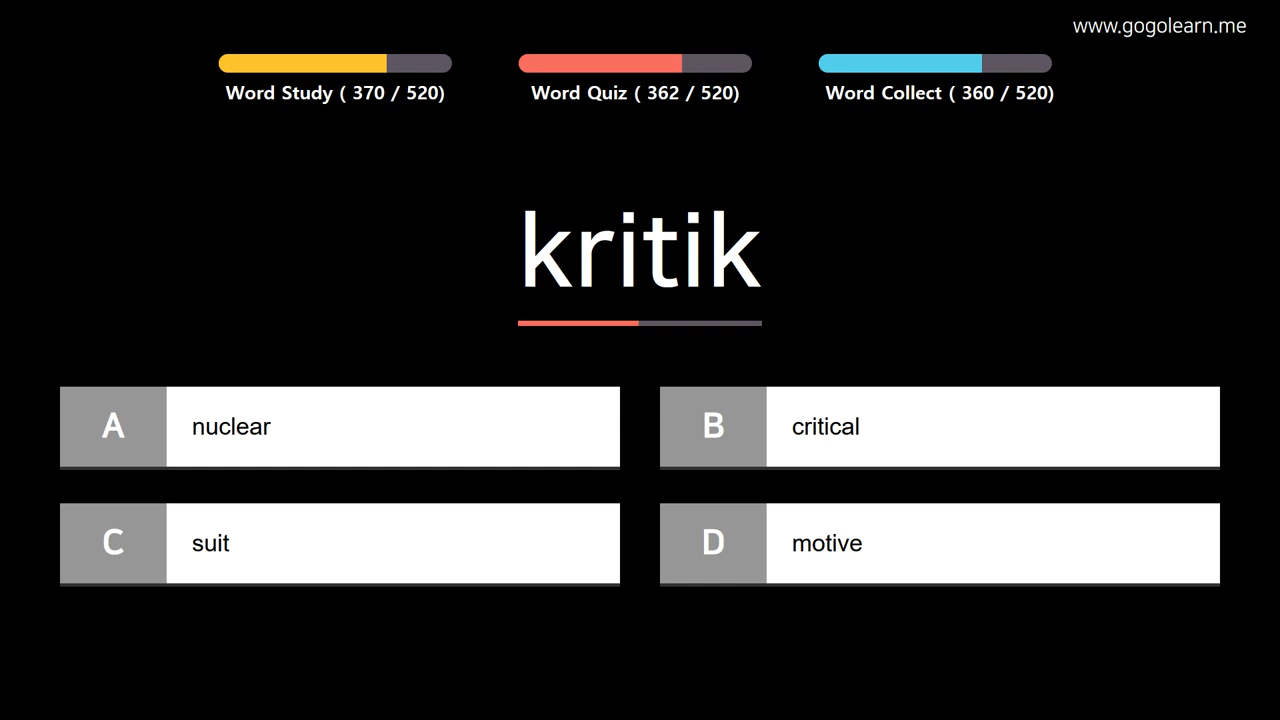 www.gogolearn.me
Word Study ( 370 / 520)
Word Quiz ( 362 / 520)
Word Collect ( 360 / 520)
kritik
A nuclear
B critical
C suit
D motive